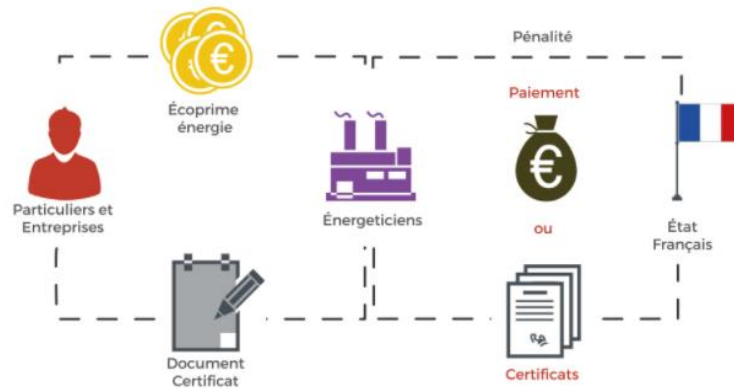 Pénalité
Écoprime
énergie
Paiement
Particuliers et
Entreprises
Énergeticiens
ou
État
Français
Document
Certificat
Certificats